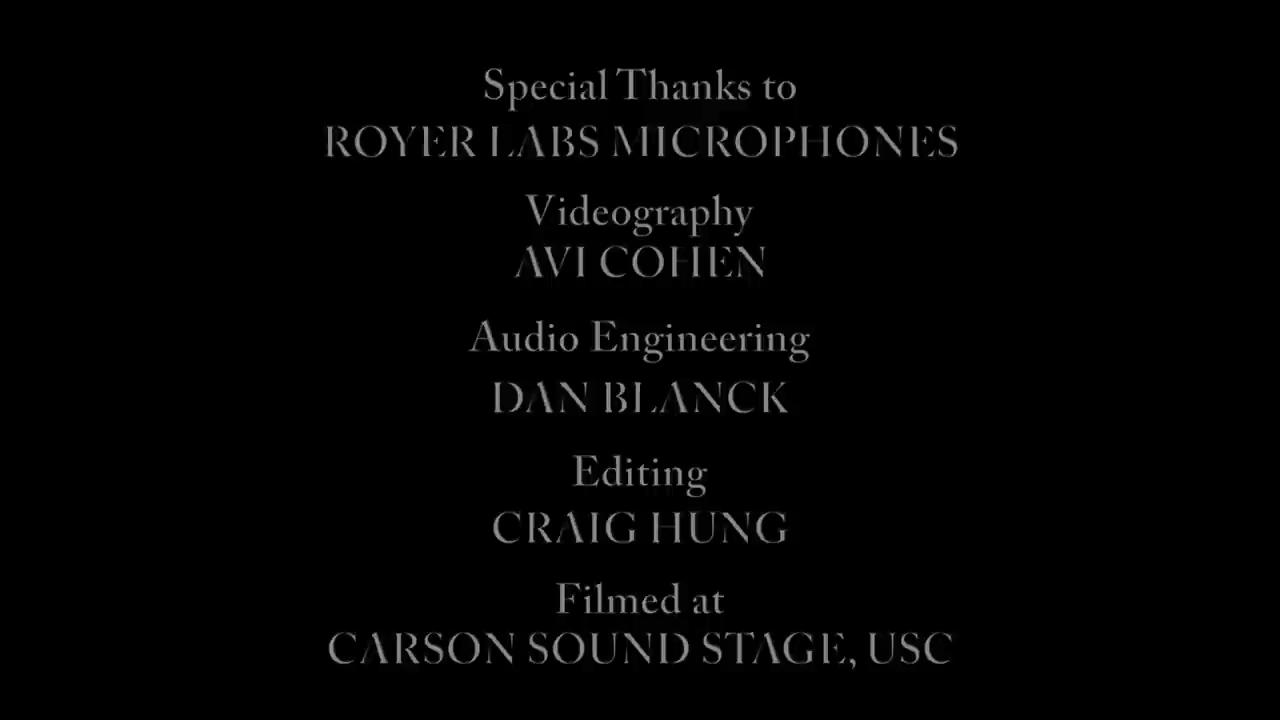 Special Thanks to
ROYER LABS MICROPHONES
Videography
AVI COHEN
Audio Engineering
DAN BLANCK
Editing
CRAIG HUNG
Filmed at
CARSON SOUND STAGE, USC